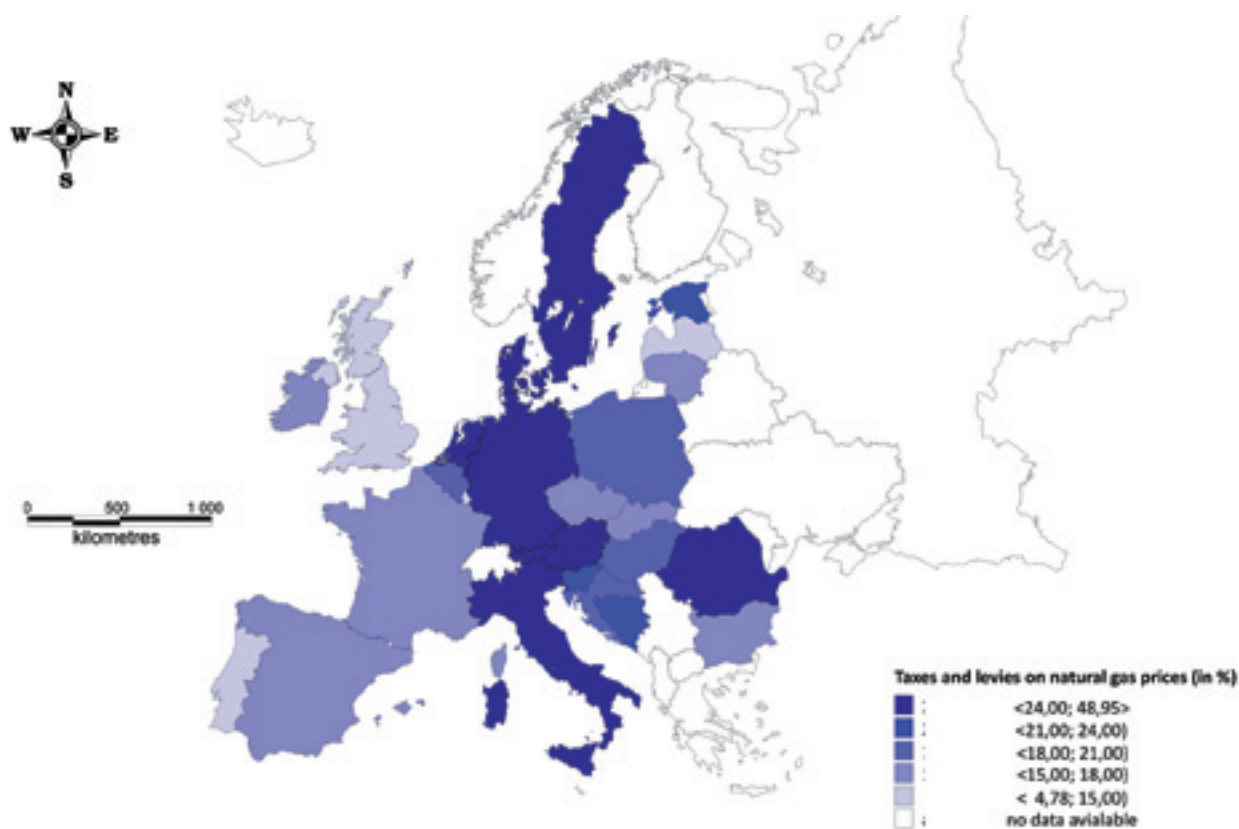 N
W E
S
0 500 1 000
kilometres
Taxes and levies on natural gas prices (in %)
: <24,00; 48,95>
: <21,00; 24,00)
: <18,00; 21,00)
: <15,00; 18,00)
: < 4,78; 15,00)
: no data avialable